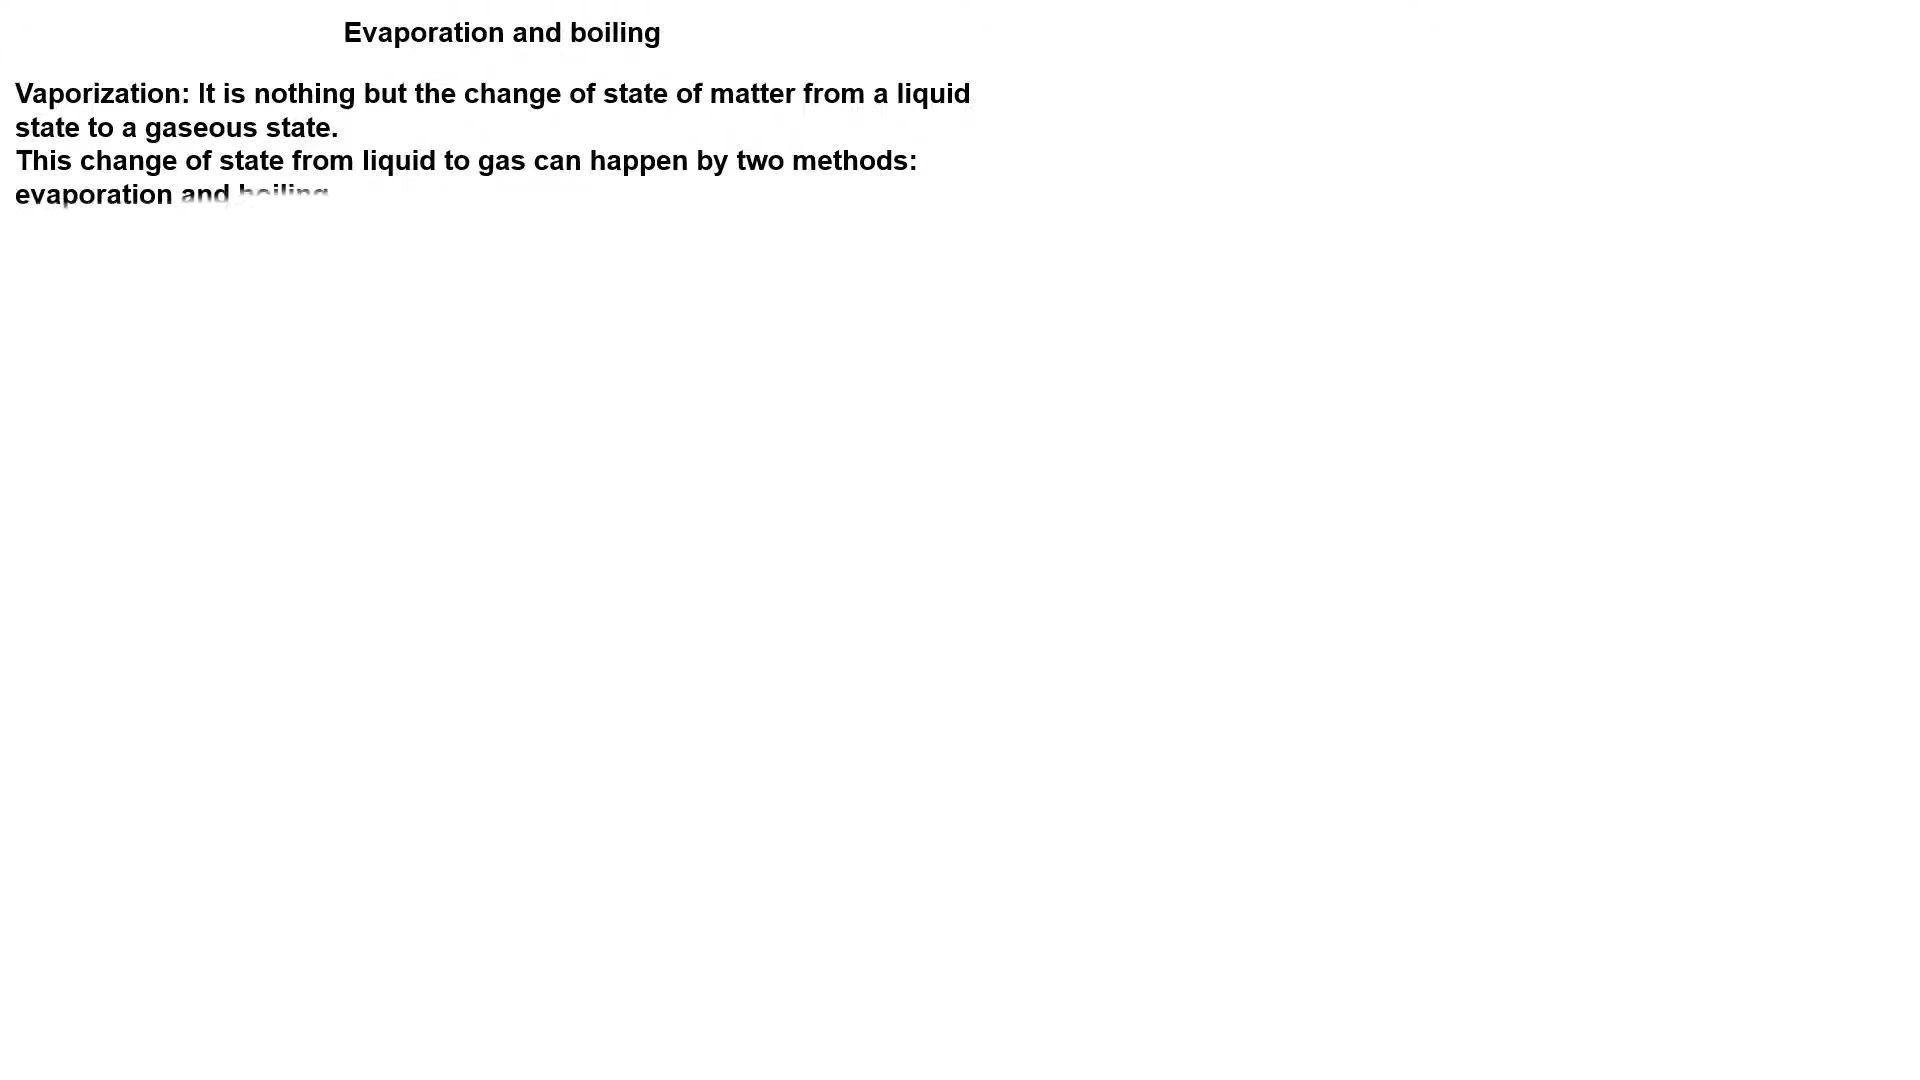 Evaporation and boiling
Vaporization: It is nothing but the change of state of matter from a liquid
state to a gaseous state.
This change of state from liquid to gas can happen by two methods:
evaporation and boiling